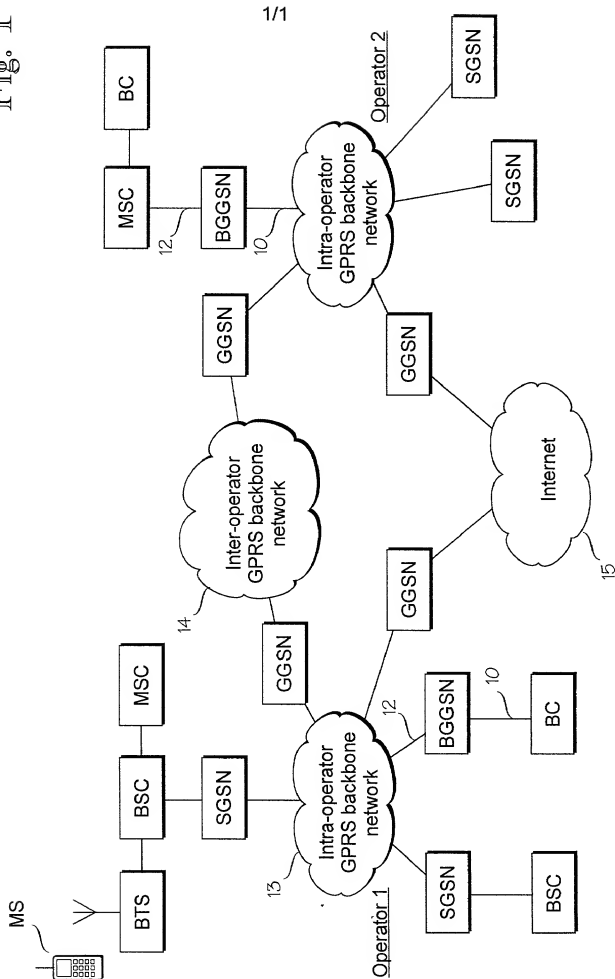 1/1
Fig. 1
MS
BTS
BSC
MSC
SGSN
Intra-operator
GPRS backbone
network
13
Operator 1
SGSN
BSC
12
BGGSN
10
BC
GGSN
GGSN
14
Inter-operator
GPRS backbone
network
Internet
15
GGSN
GGSN
MSC
BC
12
BGGSN
10
Intra-operator
GPRS backbone
network
Operator 2
SGSN
SGSN